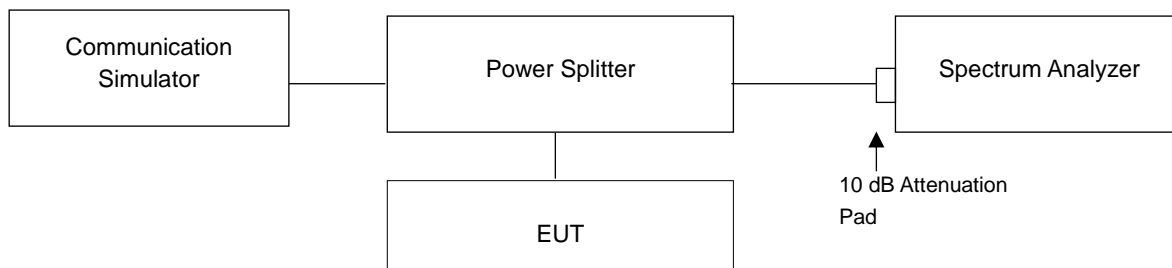 Communication
Simulator
Power Splitter
Spectrum Analyzer
10 dB Attenuation
Pad
EUT